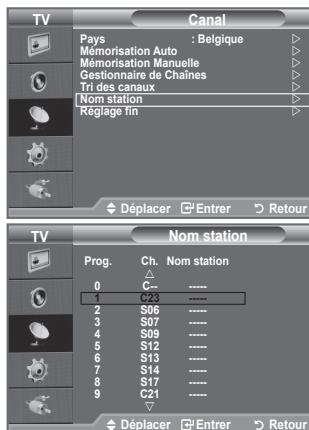 TV Canal
Pays : Belgique
Mémorisation Auto
Mémorisation Manuelle
Gestionnaire de Chaînes
Tri des canaux
Nom station
Réglage fin
Déplacer Entrer Retour
TV Nom station
Prog. Ch. Nom station
0 C-- -----
1 C23 -----
2 S06 -----
3 S07 -----
4 S09 -----
5 S12 -----
6 S13 -----
7 S14 -----
8 S17 -----
9 C21 -----
Déplacer Entrer Retour